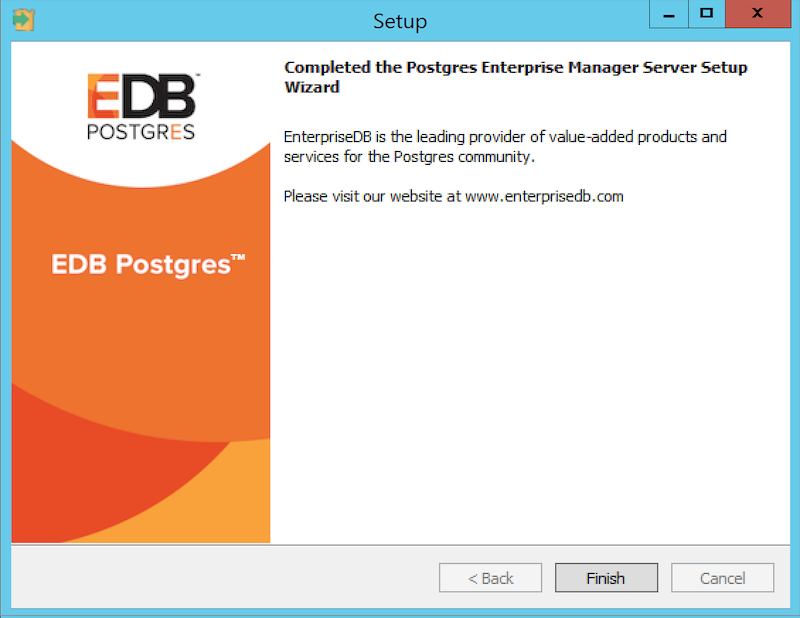 Setup
EDB™
POSTGRES
EDB Postgres™
Completed the Postgres Enterprise Manager Server Setup
Wizard
EnterpriseDB is the leading provider of value-added products and
services for the Postgres community.
Please visit our website at www.enterprisedb.com
< Back
Finish
Cancel